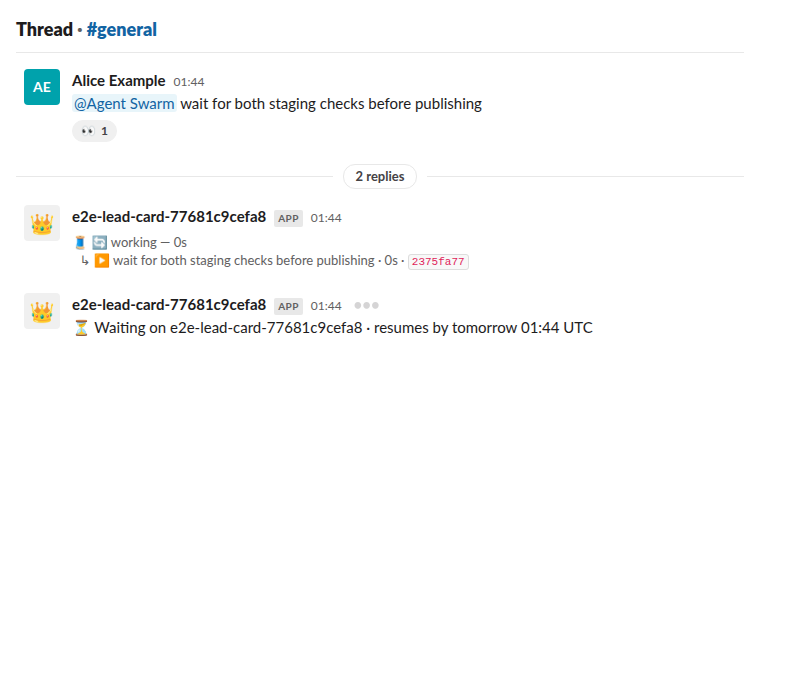 Thread • #general
AE
Alice Example 01:44
@Agent Swarm wait for both staging checks before publishing
👀 1
2 replies
e2e-lead-card-77681c9cefa8 APP 01:44
🧵 🔄 working — 0s
↳ ▶️ wait for both staging checks before publishing · 0s · 2375fa77
e2e-lead-card-77681c9cefa8 APP 01:44
⏳ Waiting on e2e-lead-card-77681c9cefa8 · resumes by tomorrow 01:44 UTC